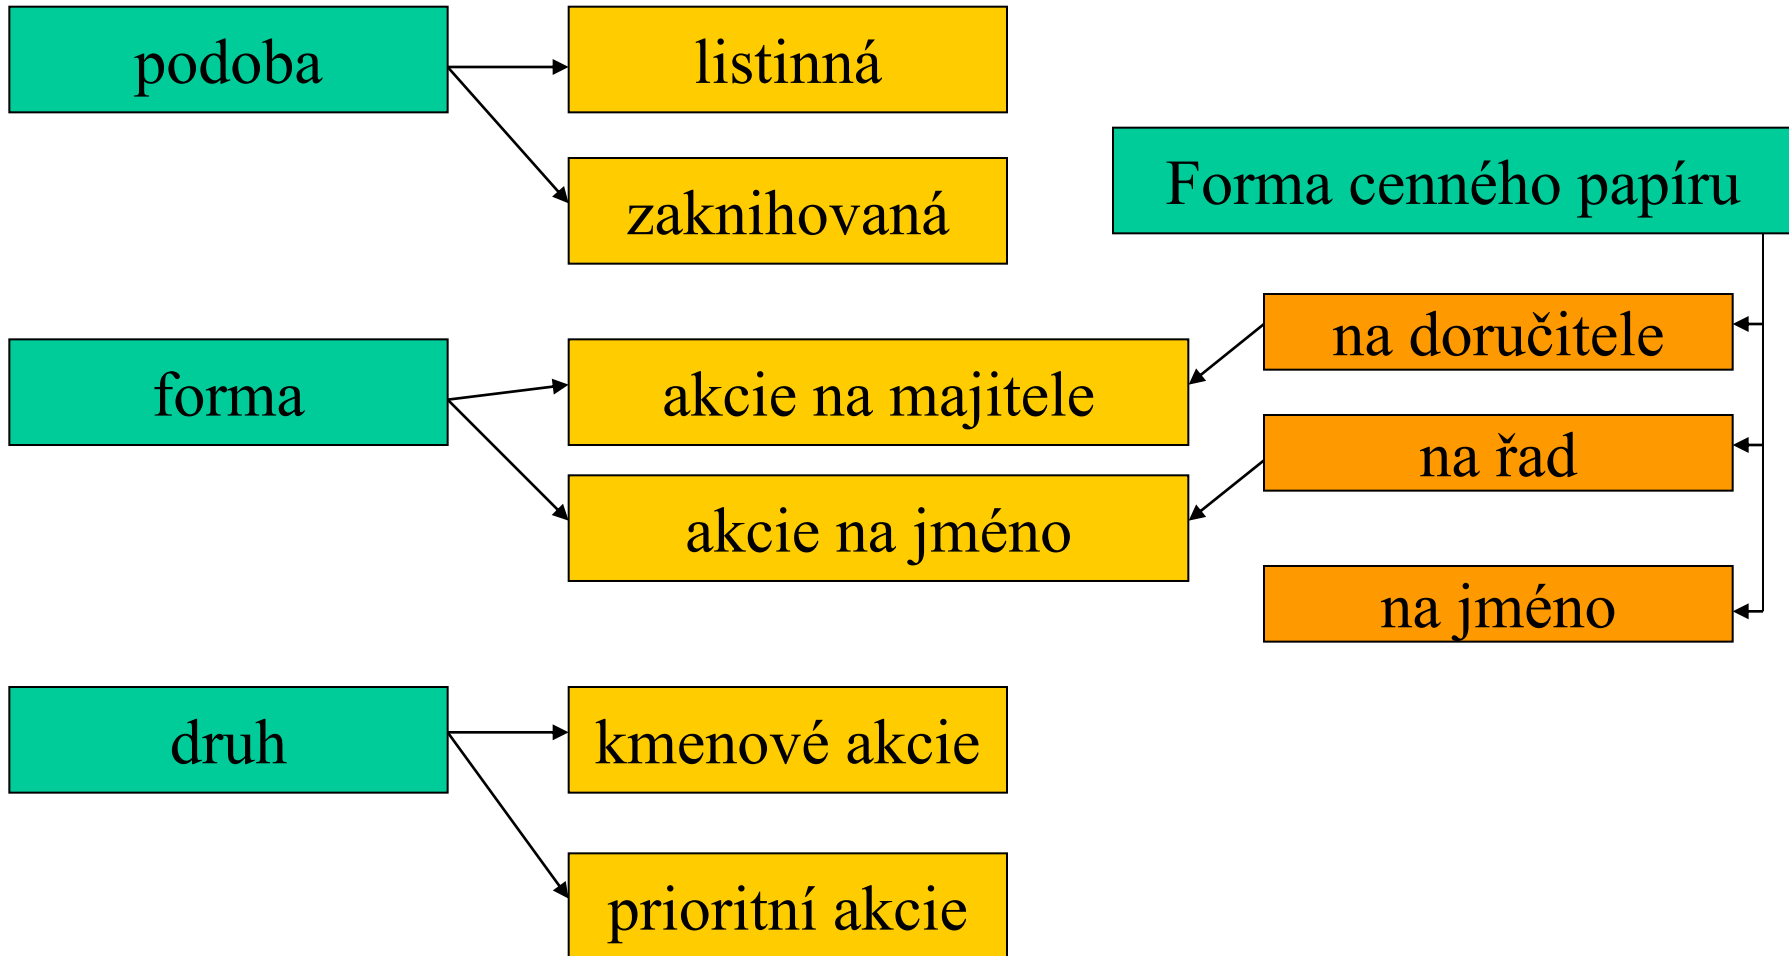 podoba
listinná
zaknihovaná
Forma cenného papíru
na doručitele
forma
akcie na majitele
na řad
akcie na jméno
na jméno
druh
kmenové akcie
prioritní akcie